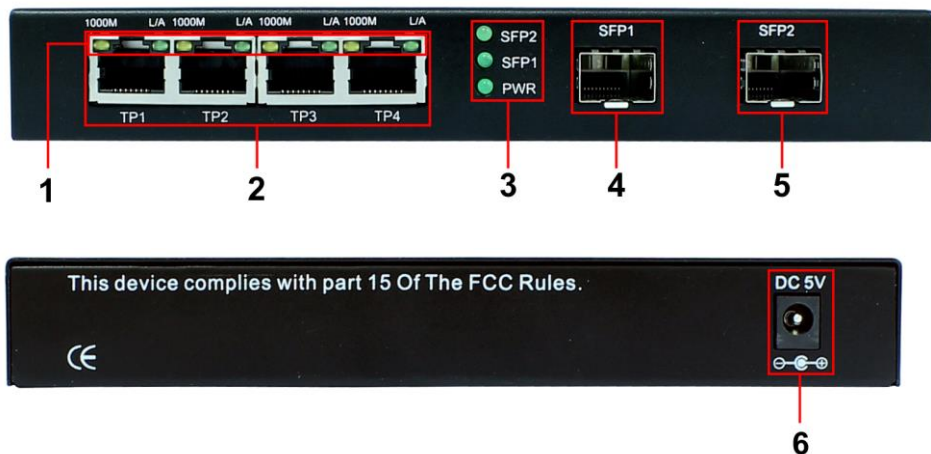 1000M L/A 1000M L/A 1000M L/A 1000M L/A
SFP2
SFP1
PWR
SFP1
SFP2
TP1 TP2 TP3 TP4
1
2
3
4
5
This device complies with part 15 Of The FCC Rules.
DC 5V
CE
6